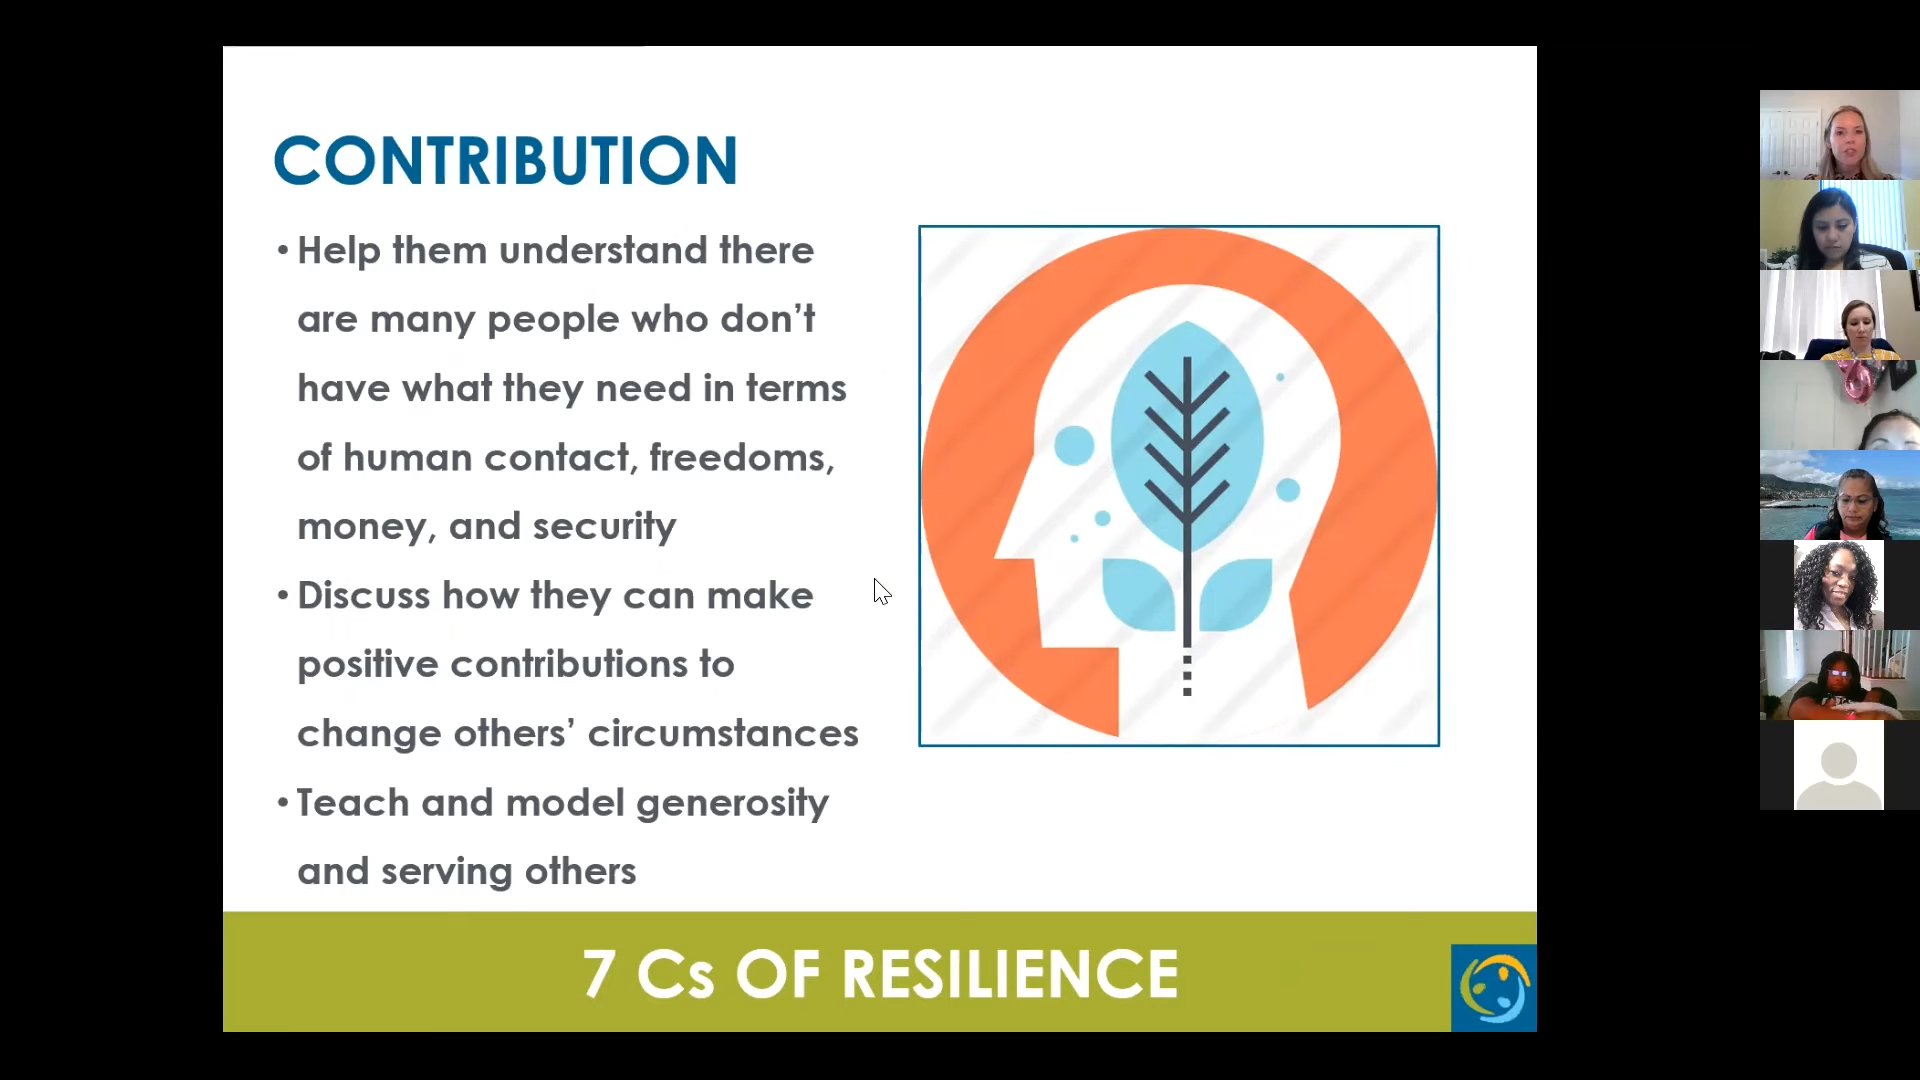 CONTRIBUTION
• Help them understand there
are many people who don’t
have what they need in terms
of human contact, freedoms,
money, and security
• Discuss how they can make
positive contributions to
change others’ circumstances
• Teach and model generosity
and serving others
7 Cs OF RESILIENCE